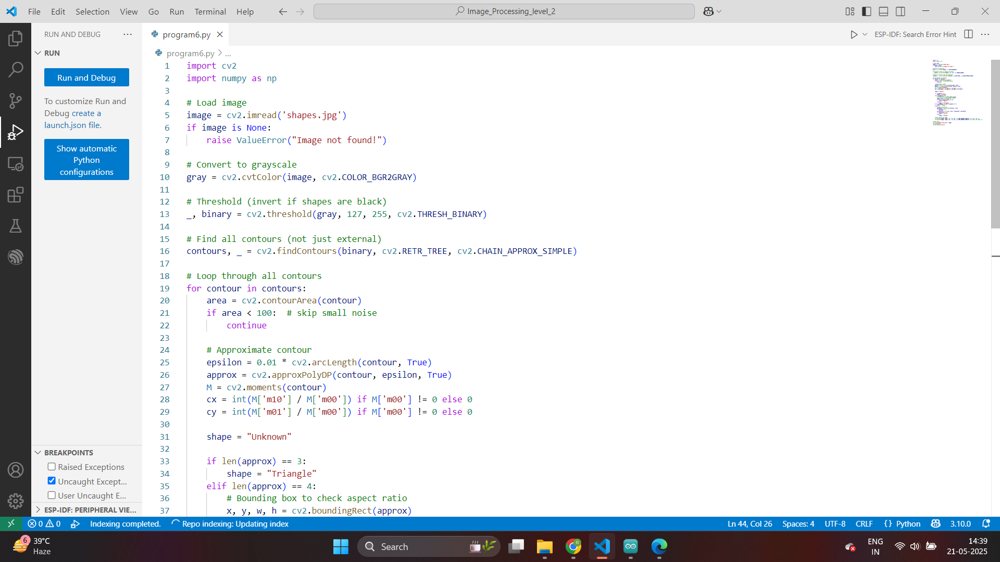 File Edit Selection View Go Run Terminal Help
Image_Processing_level_2
RUN AND DEBUG
RUN
Run and Debug
To customize Run and
Debug create a
launch.json file.
Show automatic
Python
configurations
BREAKPOINTS
Raised Exceptions
Uncaught Except...
User Uncaught E...
ESP-IDF: PERIPHERAL VIE...
program6.py
ESP-IDF: Search Error Hint
program6.py > ...
1 import cv2
2 import numpy as np
3
4 # Load image
5 image = cv2.imread('shapes.jpg')
6 if image is None:
7     raise ValueError("Image not found!")
8
9 # Convert to grayscale
10 gray = cv2.cvtColor(image, cv2.COLOR_BGR2GRAY)
11
12 # Threshold (invert if shapes are black)
13 _, binary = cv2.threshold(gray, 127, 255, cv2.THRESH_BINARY)
14
15 # Find all contours (not just external)
16 contours, _ = cv2.findContours(binary, cv2.RETR_TREE, cv2.CHAIN_APPROX_SIMPLE)
17
18 # Loop through all contours
19 for contour in contours:
20     area = cv2.contourArea(contour)
21     if area < 100:  # skip small noise
22         continue
23
24     # Approximate contour
25     epsilon = 0.01 * cv2.arcLength(contour, True)
26     approx = cv2.approxPolyDP(contour, epsilon, True)
27     M = cv2.moments(contour)
28     cx = int(M['m10'] / M['m00']) if M['m00'] != 0 else 0
29     cy = int(M['m01'] / M['m00']) if M['m00'] != 0 else 0
30
31     shape = "Unknown"
32
33     if len(approx) == 3:
34         shape = "Triangle"
35     elif len(approx) == 4:
36         # Bounding box to check aspect ratio
37         x, y, w, h = cv2.boundingRect(approx)
0 0 Indexing completed. Repo indexing: Updating index Ln 44, Col 26 Spaces: 4 UTF-8 CRLF {} Python 3.10.0
6
39°C
Haze
Search
ENG
IN
14:39
21-05-2025